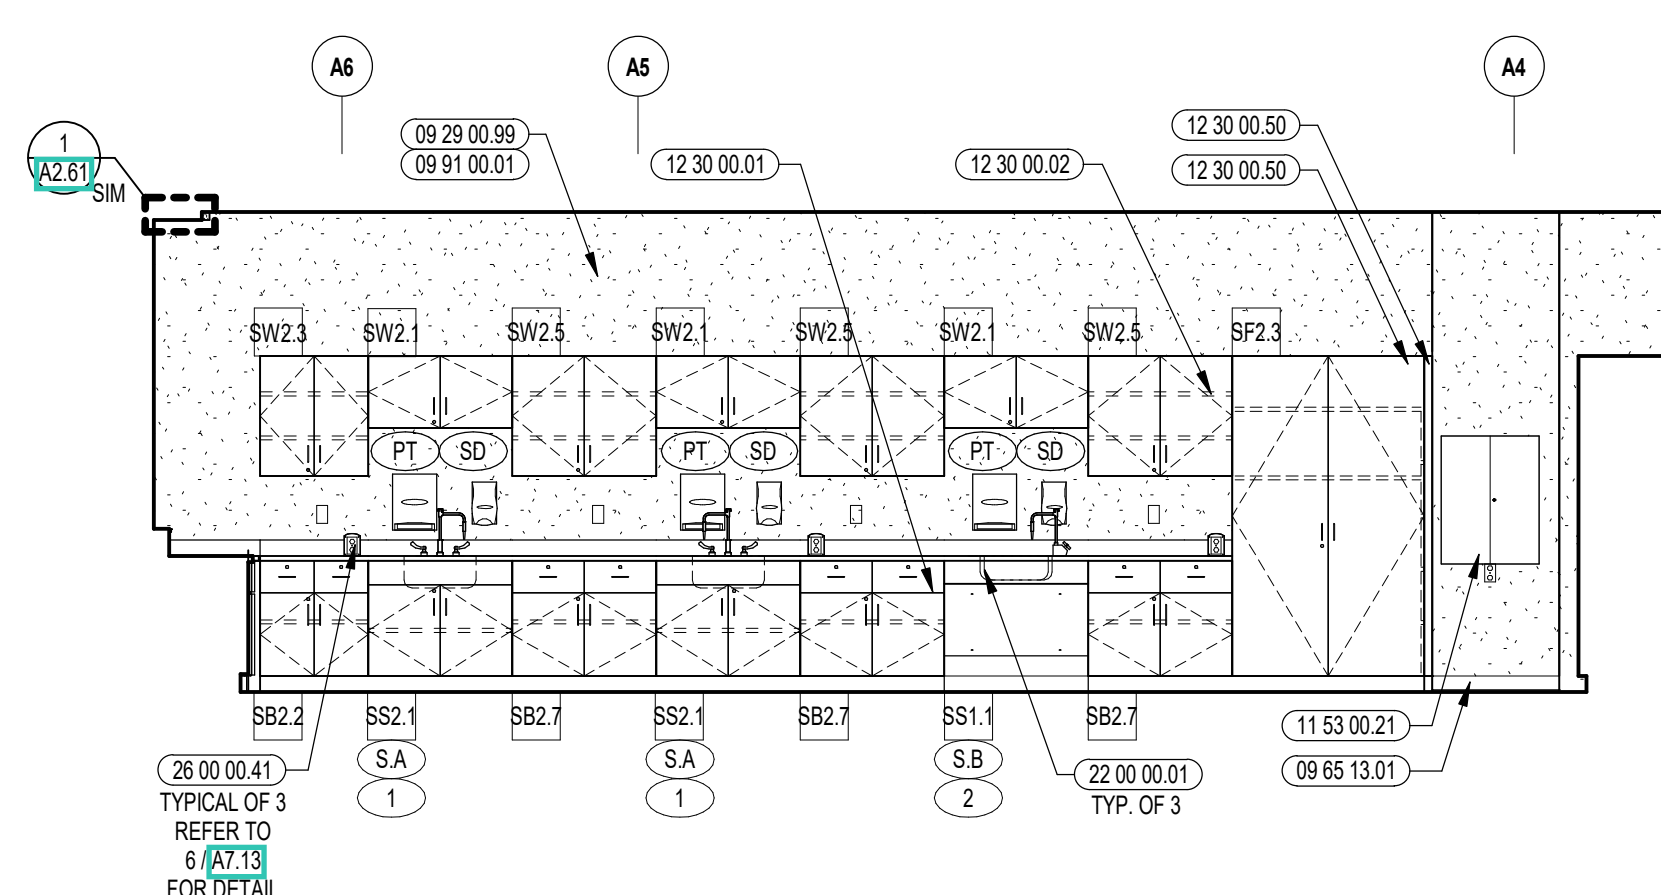 A6
A5
A4
1
A2.61
SIM
09 29 00.99
09 91 00.01
12 30 00.01
12 30 00.02
12 30 00.50
12 30 00.50
SW2.3
SW2.1
SW2.5
SW2.1
SW2.5
SW2.1
SW2.5
SF2.3
PT
SD
PT
SD
PT
SD
SB2.2
SS2.1
SB2.7
SS2.1
SB2.7
SS1.1
SB2.7
S.A
1
S.A
1
S.B
2
26 00 00.41
TYPICAL OF 3
REFER TO
6 / A7.13
FOR DETAIL
22 00 00.01
TYP. OF 3
11 53 00.21
09 65 13.01